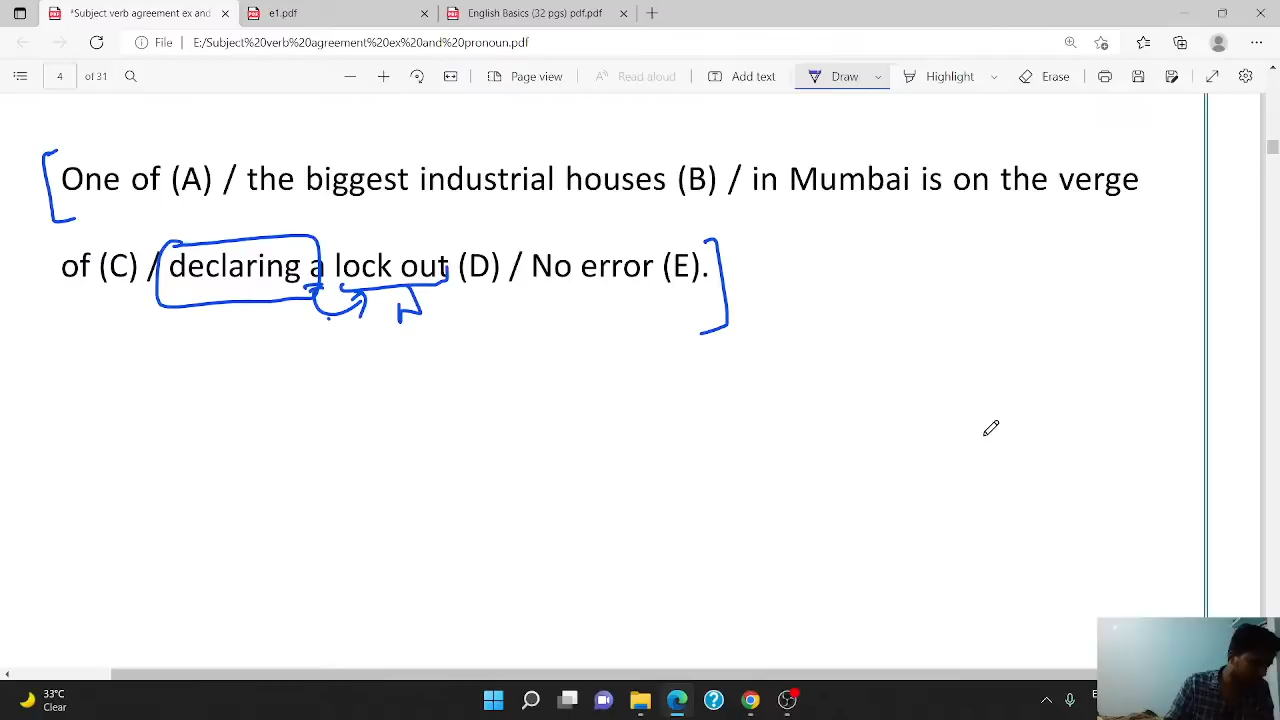 *Subject verb agreement ex and
e1.pdf
English Basics (32 pgs) pdf.pdf
File
E:/Subject%20verb%20agreement%20ex%20and%20pronoun.pdf
4 of 31
Page view
Read aloud
Add text
Draw
Highlight
Erase
One of (A) / the biggest industrial houses (B) / in Mumbai is on the verge
of (C) / declaring a lock out (D) / No error (E).
N
33°C
Clear